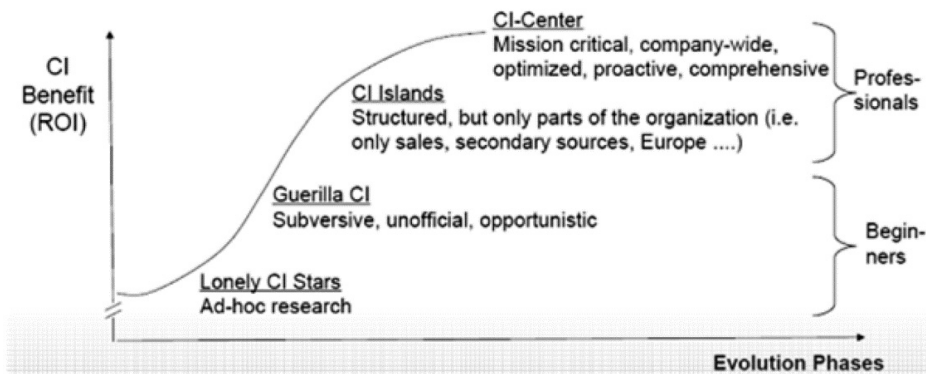 CI-Center
Mission critical, company-wide,
optimized, proactive, comprehensive
CI
Benefit
(ROI)
Profes-
sionals
CI Islands
Structured, but only parts of the organization (i.e.
only sales, secondary sources, Europe ....)
Guerilla CI
Subversive, unofficial, opportunistic
Begin-
ners
Lonely CI Stars
Ad-hoc research
Evolution Phases